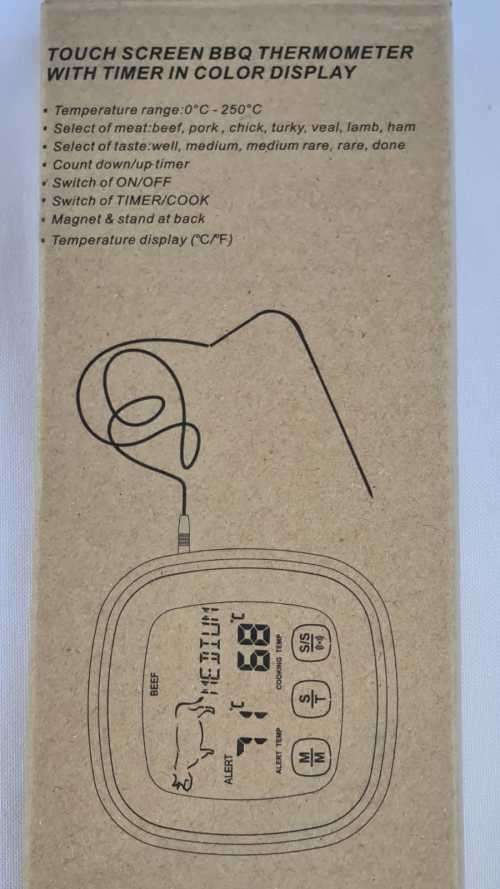 TOUCH SCREEN BBQ THERMOMETER
WITH TIMER IN COLOR DISPLAY
• Temperature range:0°C - 250°C
• Select of meat:beef, pork , chick, turky, veal, lamb, ham
• Select of taste:well, medium, medium rare, rare, done
• Count down/up timer
• Switch of ON/OFF
• Switch of TIMER/COOK
• Magnet & stand at back
• Temperature display (°C/°F)
BEEF
MEDIUM
ALERT
71 °C
68 °C
ALERT TEMP
COOKING TEMP
M/M
S/T
S/S